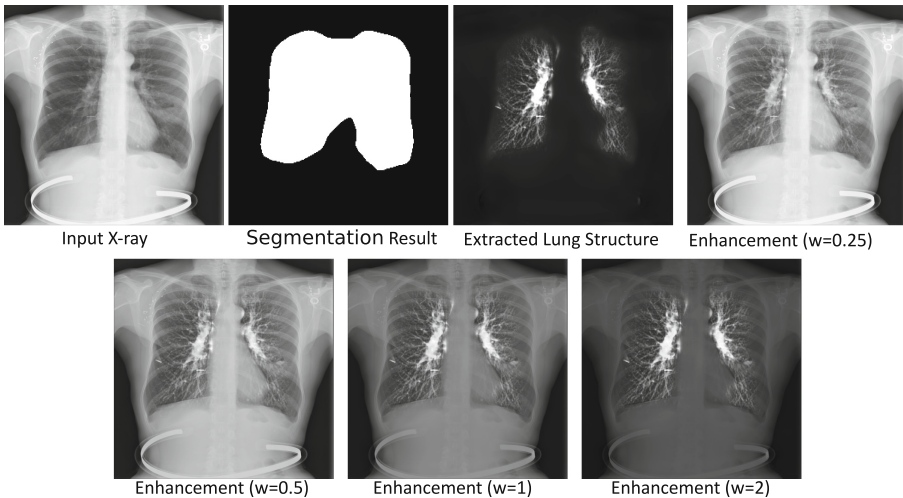 Input X-ray
Segmentation Result
Extracted Lung Structure
Enhancement (w=0.25)
Enhancement (w=0.5)
Enhancement (w=1)
Enhancement (w=2)